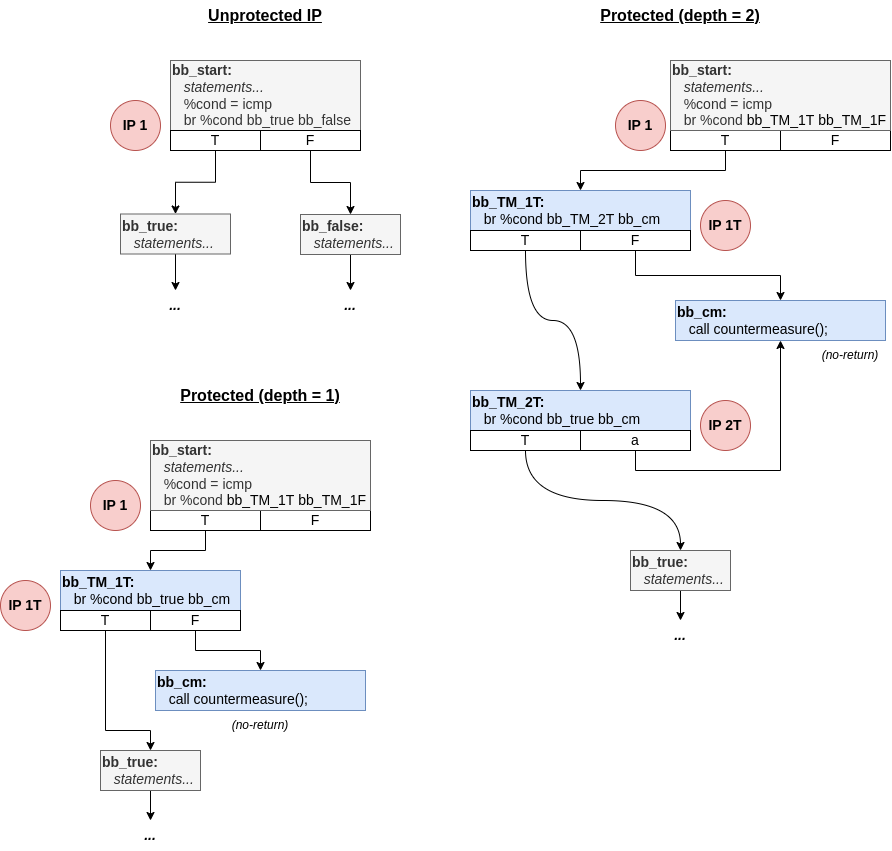 Unprotected IP
bb_start:
statements...
%cond = icmp
br %cond bb_true bb_false
IP 1
T
F
bb_true:
statements...
bb_false:
statements...
...
...
Protected (depth = 1)
bb_start:
statements...
%cond = icmp
br %cond bb_TM_1T bb_TM_1F
IP 1
T
F
bb_TM_1T:
br %cond bb_true bb_cm
IP 1T
T
F
bb_cm:
call countermeasure();
(no-return)
bb_true:
statements...
...
Protected (depth = 2)
bb_start:
statements...
%cond = icmp
br %cond bb_TM_1T bb_TM_1F
IP 1
T
F
bb_TM_1T:
br %cond bb_TM_2T bb_cm
IP 1T
T
F
bb_cm:
call countermeasure();
(no-return)
bb_TM_2T:
br %cond bb_true bb_cm
IP 2T
T
a
bb_true:
statements...
...